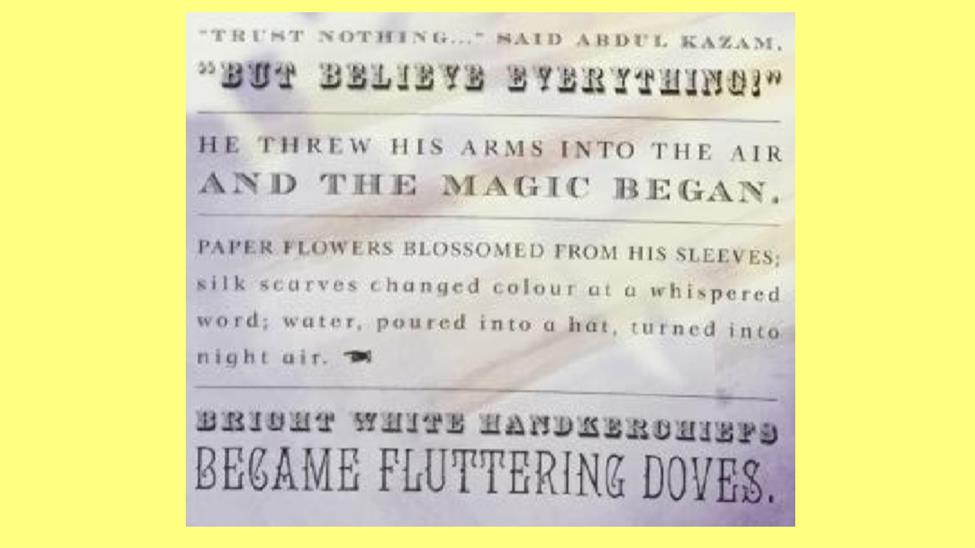 "TRUST NOTHING..." SAID ABDUL KAZAM,
"BUT BELIEVE EVERYTHING!"
HE THREW HIS ARMS INTO THE AIR
AND THE MAGIC BEGAN.
PAPER FLOWERS BLOSSOMED FROM HIS SLEEVES;
silk scarves changed colour at a whispered
word; water, poured into a hat, turned into
night air.
BRIGHT WHITE HANDKERCHIEFS
BECAME FLUTTERING DOVES.